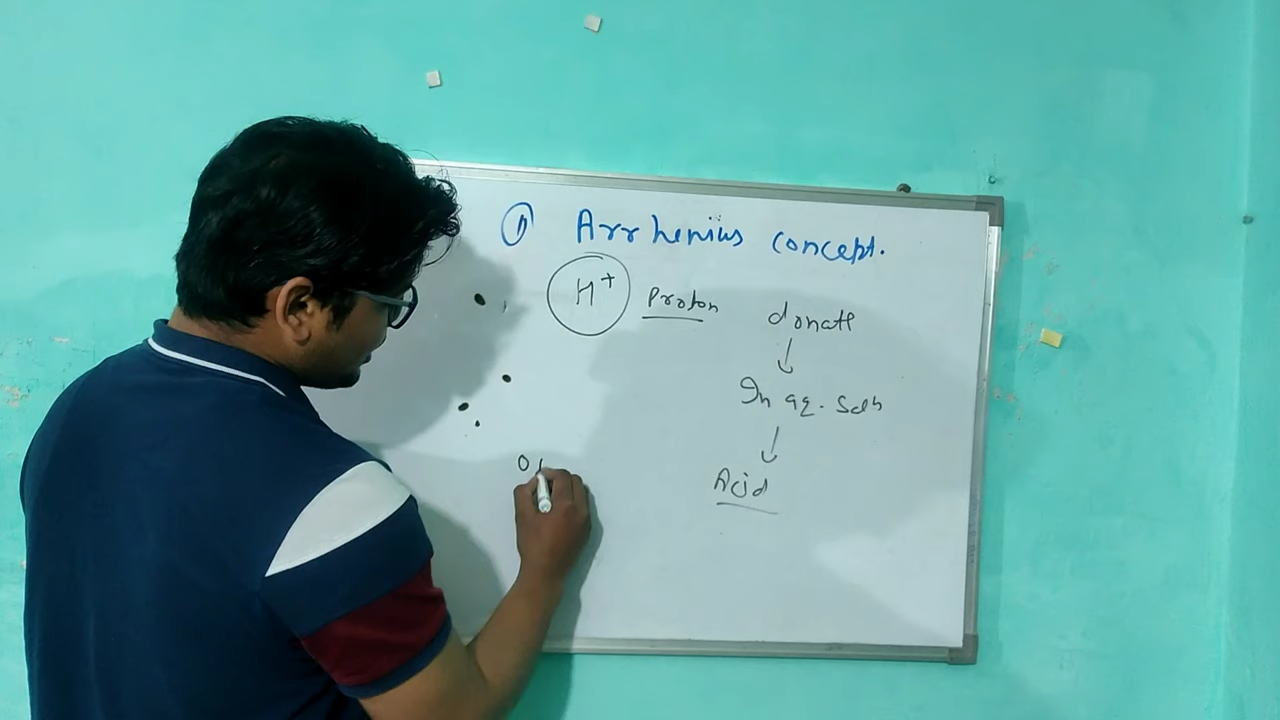 ① Arrhenius concept.
H+ Proton donate
↓
In aq. Soln
↓
Acid
O